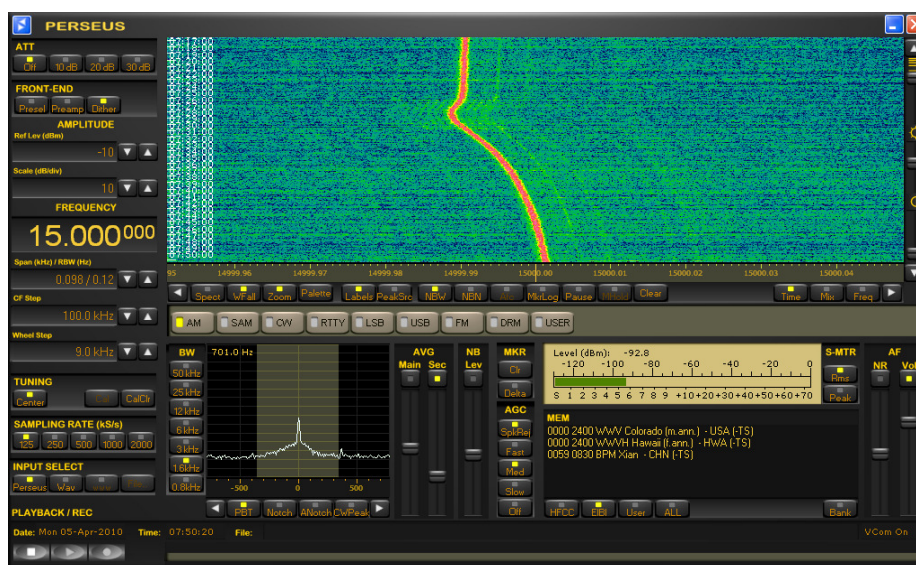 PERSEUS
ATT
Off 10 dB 20 dB 30 dB
FRONT-END
Presel Preamp Dither
AMPLITUDE
Ref Lev (dBm)
-10
Scale (dB/div)
10
FREQUENCY
15.000000
Span (kHz) / RBW (Hz)
0.098 / 0.12
CF Step
100.0 kHz
Wheel Step
9.0 kHz
TUNING
Center CalClr
SAMPLING RATE (kS/s)
125 250 500 1000 2000
INPUT SELECT
Perseus Wav
PLAYBACK / REC
95 14999.96 14999.97 14999.98 14999.99 15000.00 15000.01 15000.02 15000.03 15000.04
Spect WFall Zoom Palette Labels PeakSrc NBW NBN MkrLog Pause Clear Time Min Freq
AM SAM CW RTTY LSB USB FM DRM USER
BW
50 kHz
25 kHz
12 kHz
6 kHz
3 kHz
1.6kHz
0.8kHz
701.0 Hz
-500 0 500
PBT Notch ANotch CWPeak
AVG
Main Sec
NB
Lev
MKR
Clr
Delta
AGC
SpkRej
Fast
Med
Slow
Off
Level (dBm): -92.8
-120 -100 -80 -60 -40 -20 0
S 1 2 3 4 5 6 7 8 9 +10+20+30+40+50+60+70
S-MTR
Rms
Peak
AF
NR Vol
MEM
0000 2400 WWV Colorado (m.ann.) - USA (-TS)
0000 2400 WWVH Hawaii (f.ann.) - HWA (-TS)
0059 0830 BPM Xian - CHN (-TS)
HFCC EIBI User ALL Bank
Date: Mon 05-Apr-2010 Time: 07:50:20 File: VCom On